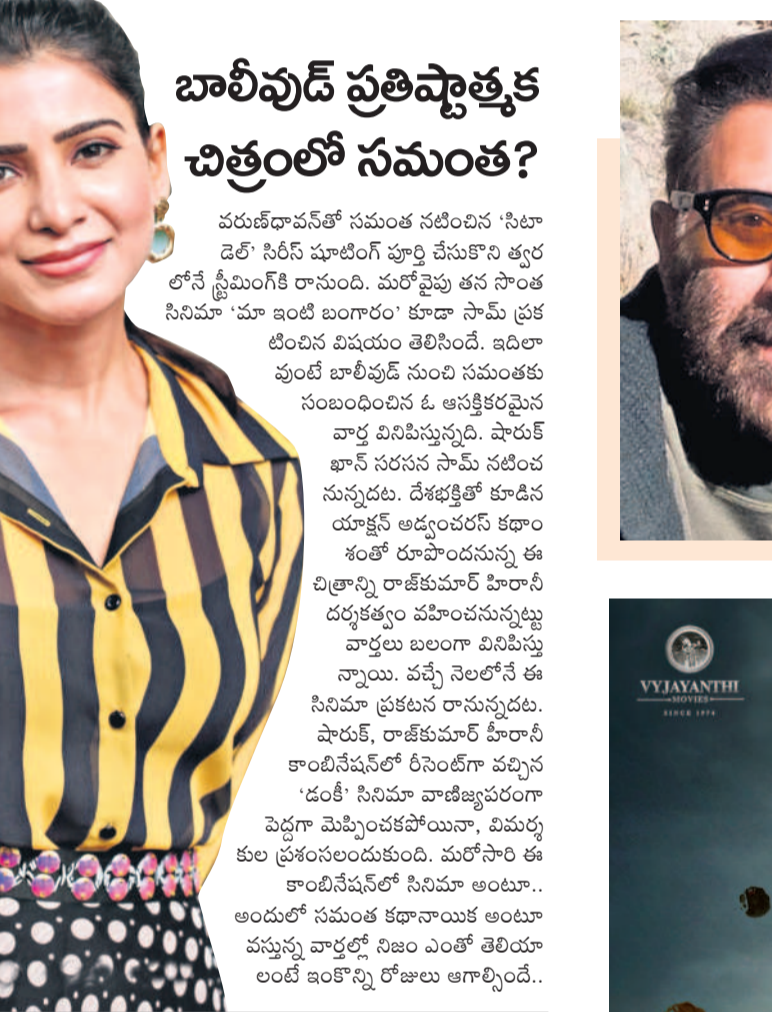 బాలీవుడ్ ప్రతిష్టాత్మక
చిత్రంలో సమంత?
వరుణ్‌ధావన్‌తో సమంత నటించిన ‘సిటా
డెల్’ సిరీస్ షూటింగ్ పూర్తి చేసుకొని త్వర
లోనే స్ట్రీమింగ్‌కి రానుంది. మరోవైపు తన సొంత
సినిమా ‘మా ఇంటి బంగారం’ కూడా సామ్ ప్రక
టించిన విషయం తెలిసిందే. ఇదిలా
వుంటే బాలీవుడ్ నుంచి సమంతకు
సంబంధించిన ఓ ఆసక్తికరమైన
వార్త వినిపిస్తున్నది. షారుక్
ఖాన్ సరసన సామ్ నటించ
నున్నదట. దేశభక్తితో కూడిన
యాక్షన్ అడ్వంచరస్ కథాం
శంతో రూపొందనున్న ఈ
చిత్రాన్ని రాజ్‌కుమార్ హిరానీ
దర్శకత్వం వహించనున్నట్టు
వార్తలు బలంగా వినిపిస్తు
న్నాయి. వచ్చే నెలలోనే ఈ
సినిమా ప్రకటన రానున్నదట.
షారుక్, రాజ్‌కుమార్ హీరానీ
కాంబినేషన్‌లో రీసెంట్‌గా వచ్చిన
‘డంకీ’ సినిమా వాణిజ్యపరంగా
పెద్దగా మెప్పించకపోయినా, విమర్శ
కుల ప్రశంసలందుకుంది. మరోసారి ఈ
కాంబినేషన్‌లో సినిమా అంటూ..
అందులో సమంత కథానాయిక అంటూ
వస్తున్న వార్తల్లో నిజం ఎంతో తెలియా
లంటే ఇంకొన్ని రోజులు ఆగాల్సిందే..
VYJAYANTHI
MOVIES
SINCE 1974